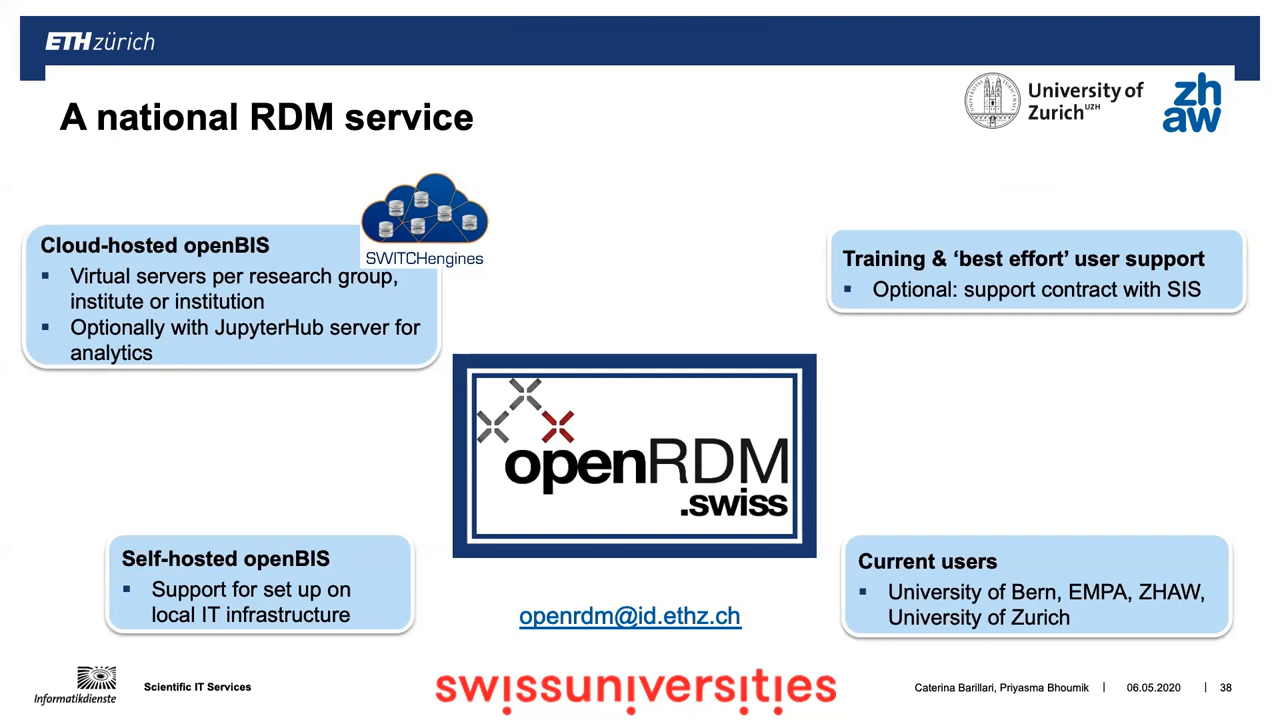 ETH zürich
University of
Zurich UZH
zh
aw
A national RDM service
SWITCHengines
Cloud-hosted openBIS
▪ Virtual servers per research group,
institute or institution
▪ Optionally with JupyterHub server for
analytics
Training & ‘best effort’ user support
▪ Optional: support contract with SIS
openRDM
.swiss
Self-hosted openBIS
▪ Support for set up on
local IT infrastructure
Current users
▪ University of Bern, EMPA, ZHAW,
University of Zurich
openrdm@id.ethz.ch
swissuniversities
Informatikdienste
Scientific IT Services
Caterina Barillari, Priyasma Bhoumik | 06.05.2020 | 38